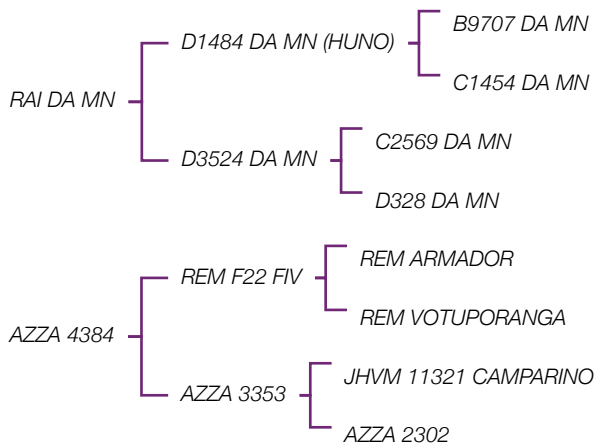 B9707 DA MN
D1484 DA MN (HUNO)
C1454 DA MN
RAI DA MN
C2569 DA MN
D3524 DA MN
D328 DA MN
REM ARMADOR
REM F22 FIV
REM VOTUPORANGA
AZZA 4384
JHVM 11321 CAMPARINO
AZZA 3353
AZZA 2302